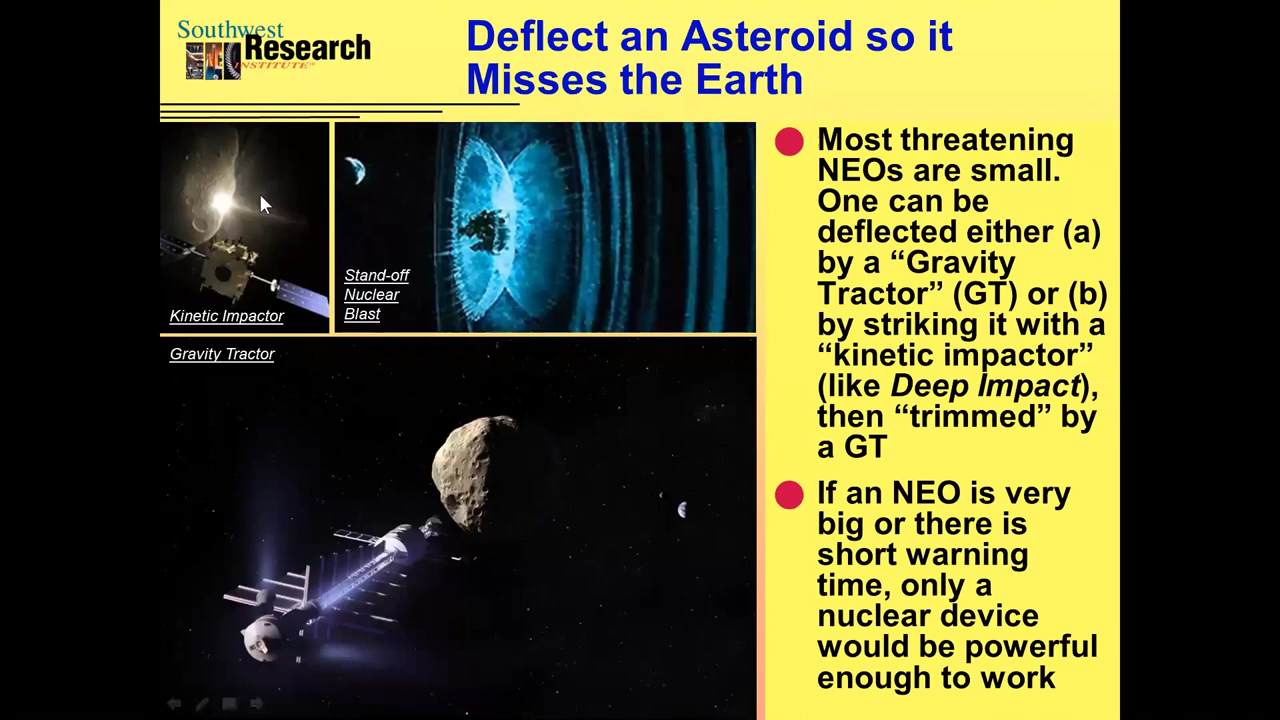 Southwest
Research
INSTITUTE™
Deflect an Asteroid so it
Misses the Earth
Kinetic Impactor
Stand-off
Nuclear
Blast
Gravity Tractor
Most threatening
NEOs are small.
One can be
deflected either (a)
by a “Gravity
Tractor” (GT) or (b)
by striking it with a
“kinetic impactor”
(like Deep Impact),
then “trimmed” by
a GT
If an NEO is very
big or there is
short warning
time, only a
nuclear device
would be powerful
enough to work